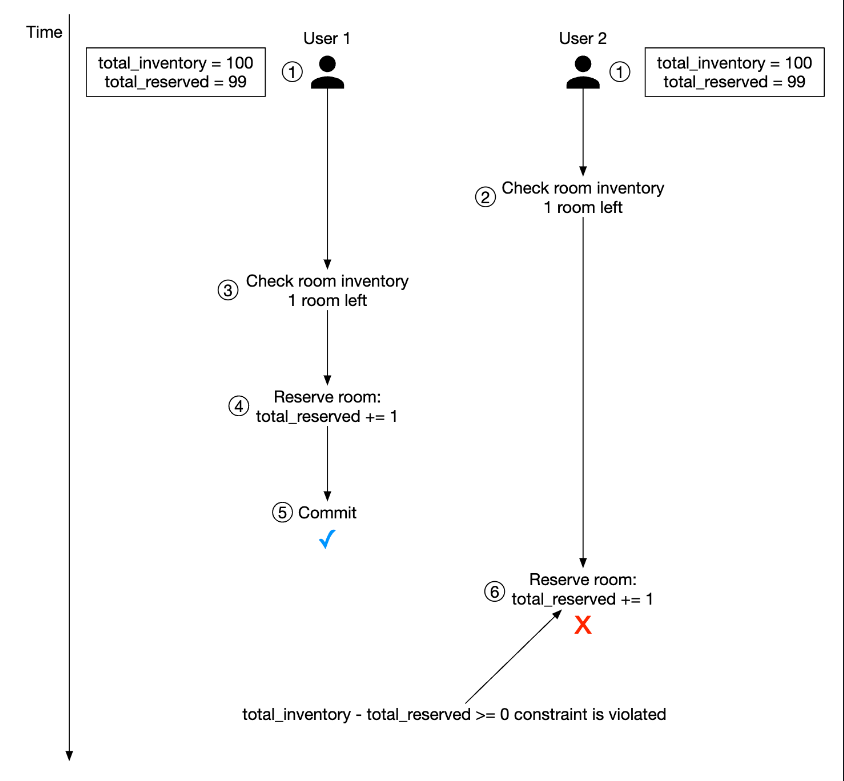 Time
User 1
User 2
total_inventory = 100
total_reserved = 99
①
①
total_inventory = 100
total_reserved = 99
② Check room inventory
1 room left
③ Check room inventory
1 room left
④ Reserve room:
total_reserved += 1
⑤ Commit
⑥ Reserve room:
total_reserved += 1
X
total_inventory - total_reserved >= 0 constraint is violated